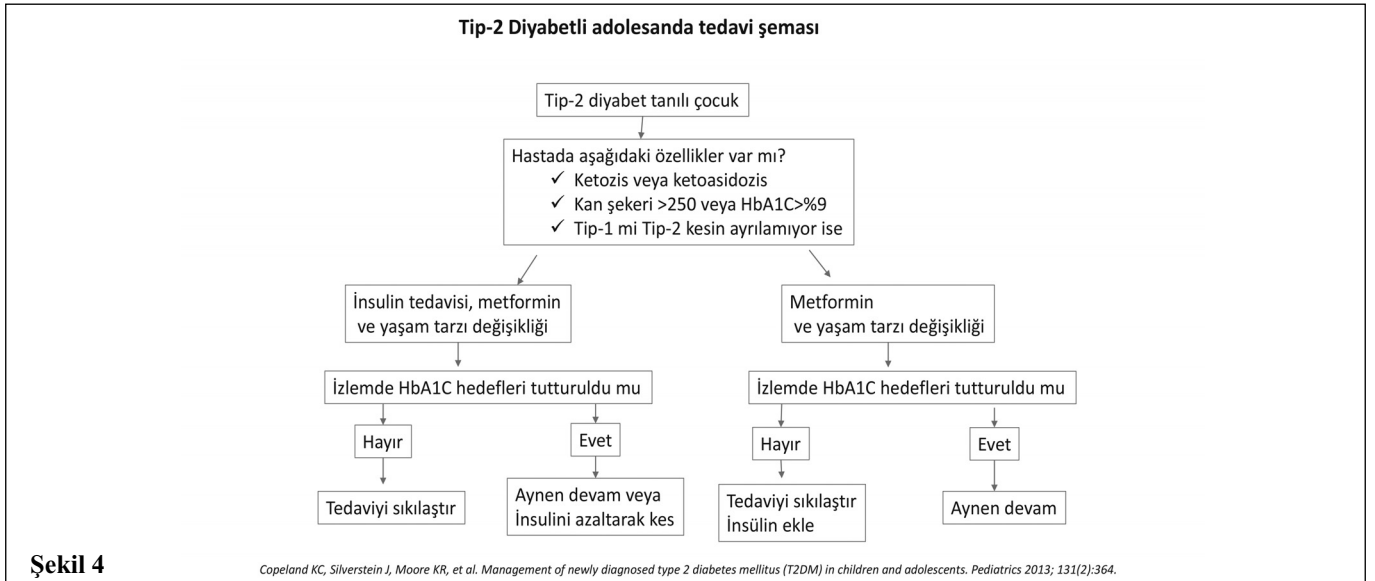 Tip-2 Diyabetli adolesanda tedavi şeması
Tip-2 diyabet tanılı çocuk
Hastada aşağıdaki özellikler var mı?
✓ Ketozis veya ketoasidozis
✓ Kan şekeri >250 veya HbA1C>%9
✓ Tip-1 mi Tip-2 kesin ayrılamıyor ise
İnsulin tedavisi, metformin
ve yaşam tarzı değişikliği
Metformin
ve yaşam tarzı değişikliği
İzlemde HbA1C hedefleri tutturuldu mu
İzlemde HbA1C hedefleri tutturuldu mu
Hayır
Evet
Hayır
Evet
Tedaviyi sıkılaştır
Aynen devam veya
İnsulini azaltarak kes
Tedaviyi sıkılaştır
İnsülin ekle
Aynen devam
Şekil 4
Copeland KC, Silverstein J, Moore KR, et al. Management of newly diagnosed type 2 diabetes mellitus (T2DM) in children and adolescents. Pediatrics 2013; 131(2):364.